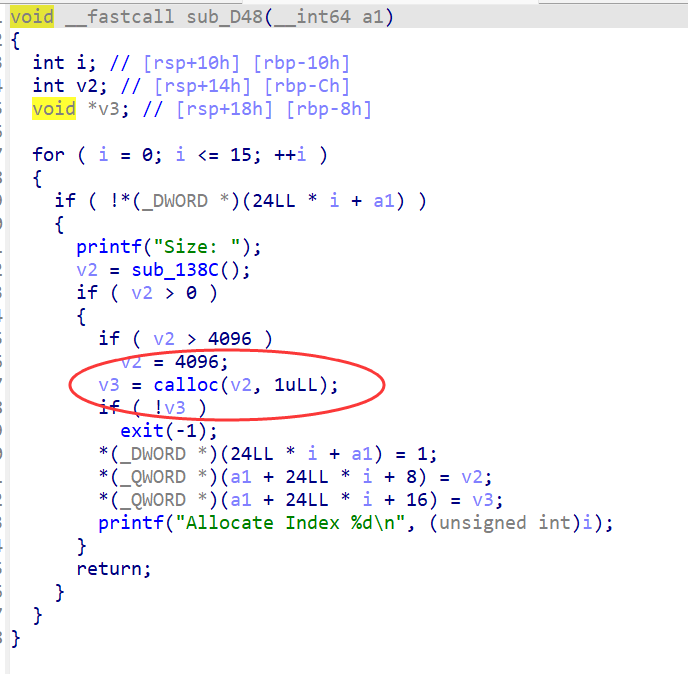 void __fastcall sub_D48(__int64 a1)
{
  int i; // [rsp+10h] [rbp-10h]
  int v2; // [rsp+14h] [rbp-Ch]
  void *v3; // [rsp+18h] [rbp-8h]

  for ( i = 0; i <= 15; ++i )
  {
    if ( !*(_DWORD *)(24LL * i + a1) )
    {
      printf("Size: ");
      v2 = sub_138C();
      if ( v2 > 0 )
      {
        if ( v2 > 4096 )
          v2 = 4096;
        v3 = calloc(v2, 1uLL);
        if ( !v3 )
          exit(-1);
        *(_DWORD *)(24LL * i + a1) = 1;
        *(_QWORD *)(a1 + 24LL * i + 8) = v2;
        *(_QWORD *)(a1 + 24LL * i + 16) = v3;
        printf("Allocate Index %d\n", (unsigned int)i);
      }
      return;
    }
  }
}